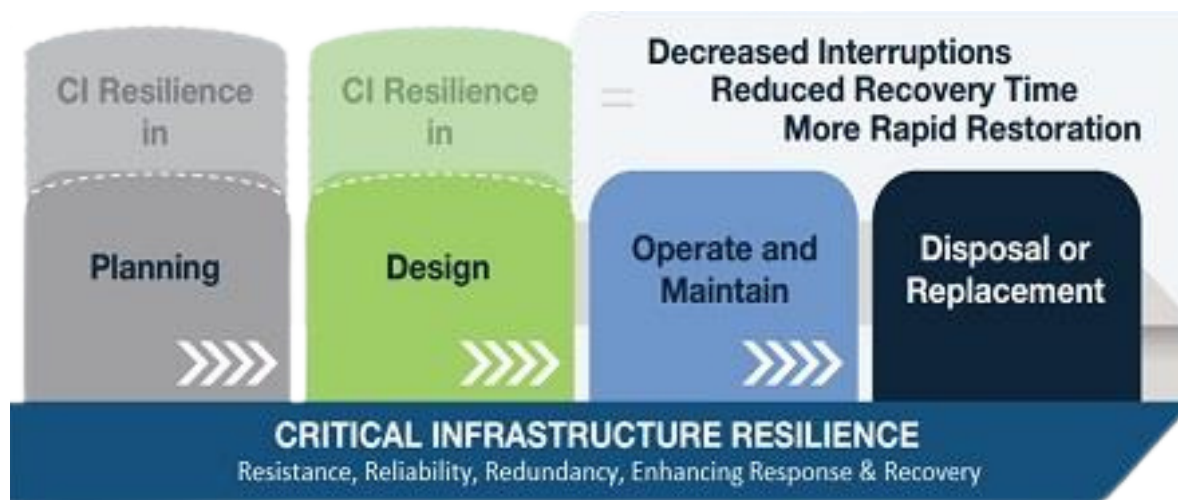 CI Resilience
in
Planning
CI Resilience
in
Design
=
Decreased Interruptions
Reduced Recovery Time
More Rapid Restoration
Operate and
Maintain
Disposal or
Replacement
CRITICAL INFRASTRUCTURE RESILIENCE
Resistance, Reliability, Redundancy, Enhancing Response & Recovery